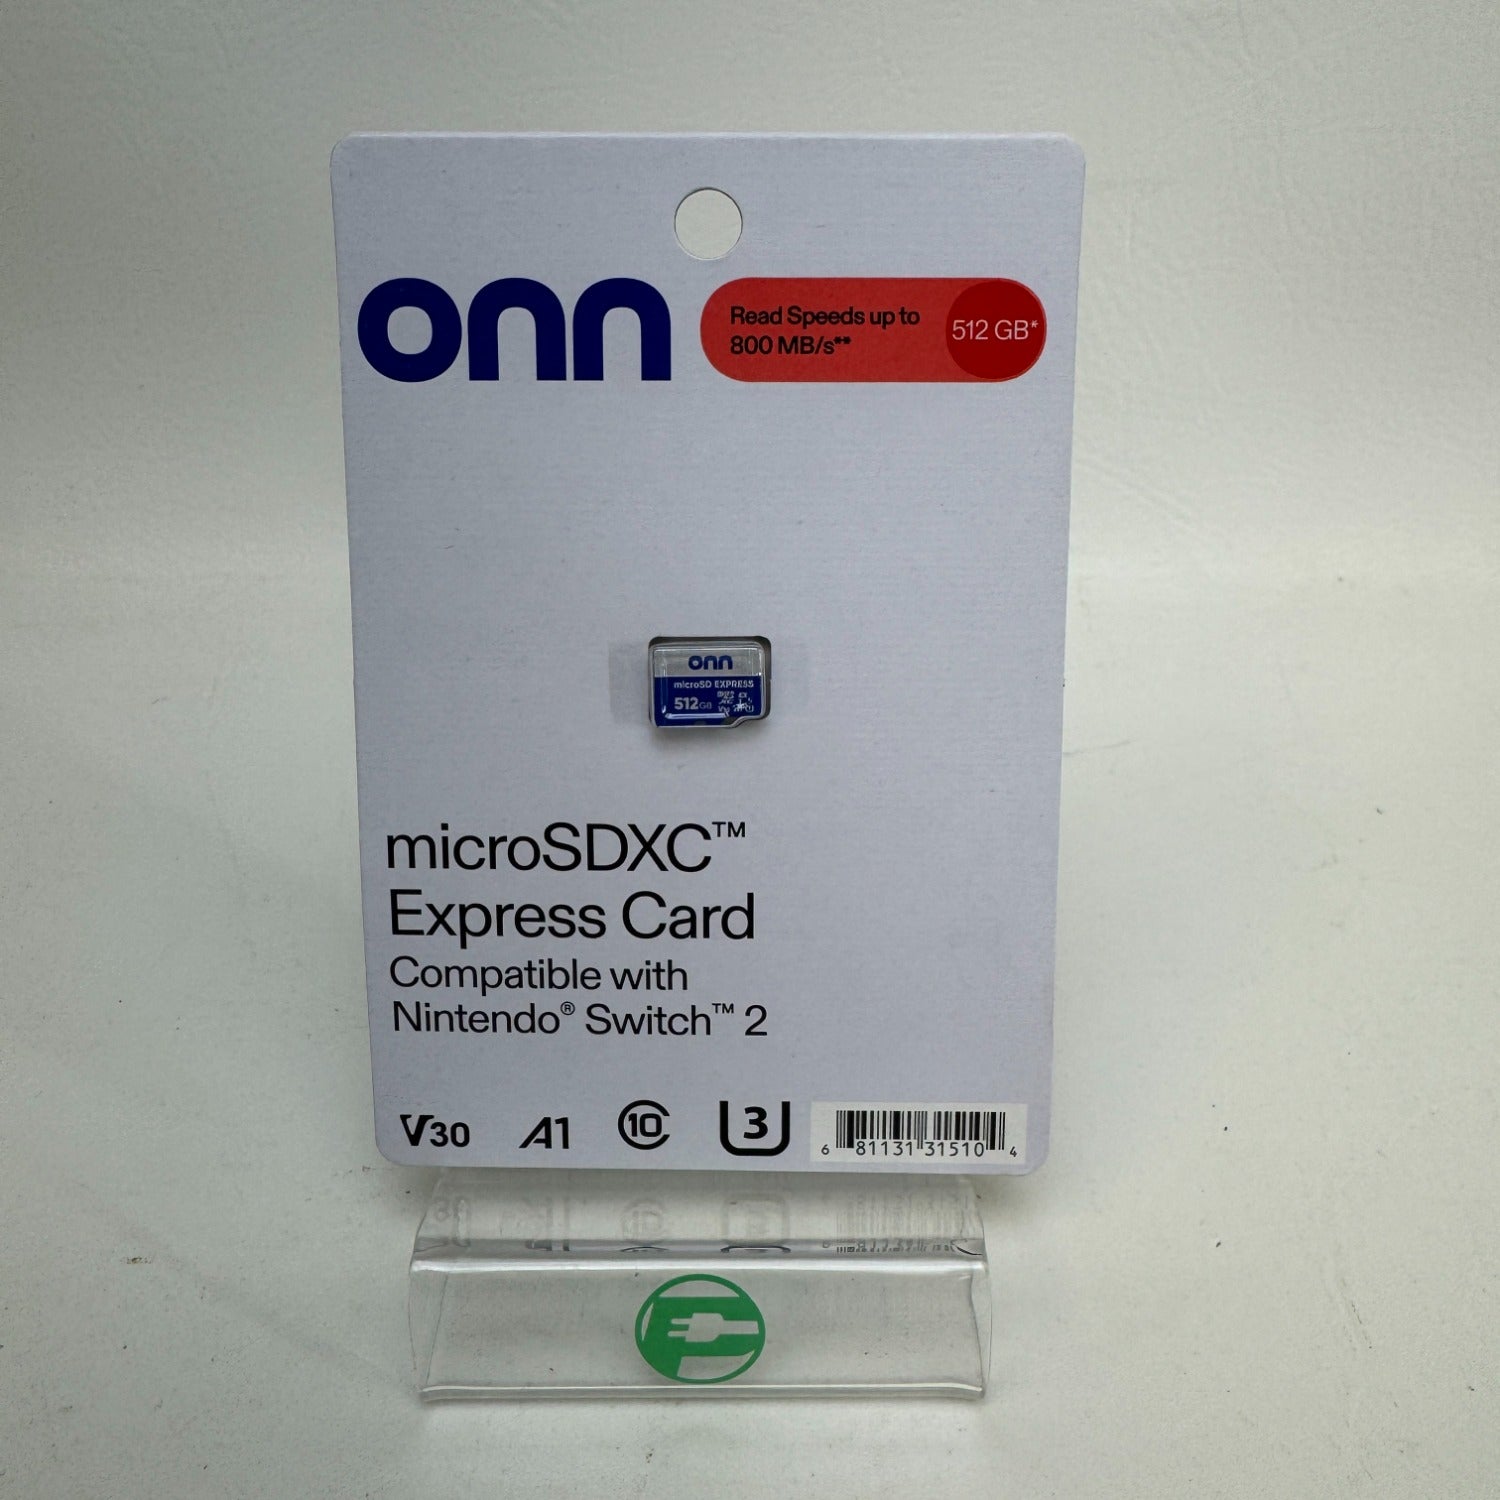 onn
Read Speeds up to
800 MB/s**
512 GB*
onn
microSD EXPRESS
512GB
microSDXC™
Express Card
Compatible with
Nintendo® Switch™ 2
V30 A1 10 U3
6 81131 31510 4